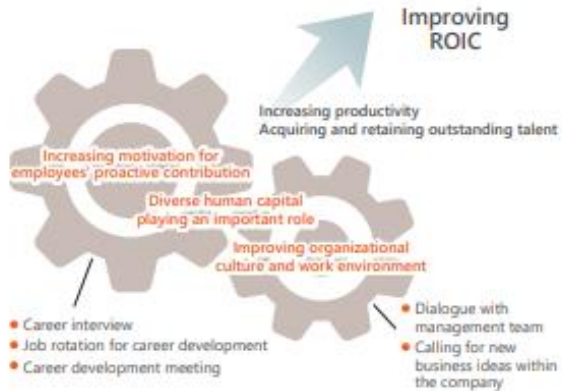 Improving
ROIC
Increasing productivity
Acquiring and retaining outstanding talent
Increasing motivation for
employees' proactive contribution
Diverse human capital
playing an important role
Improving organizational
culture and work environment
● Career interview
● Job rotation for career development
● Career development meeting
● Dialogue with
management team
● Calling for new
business ideas within
the company